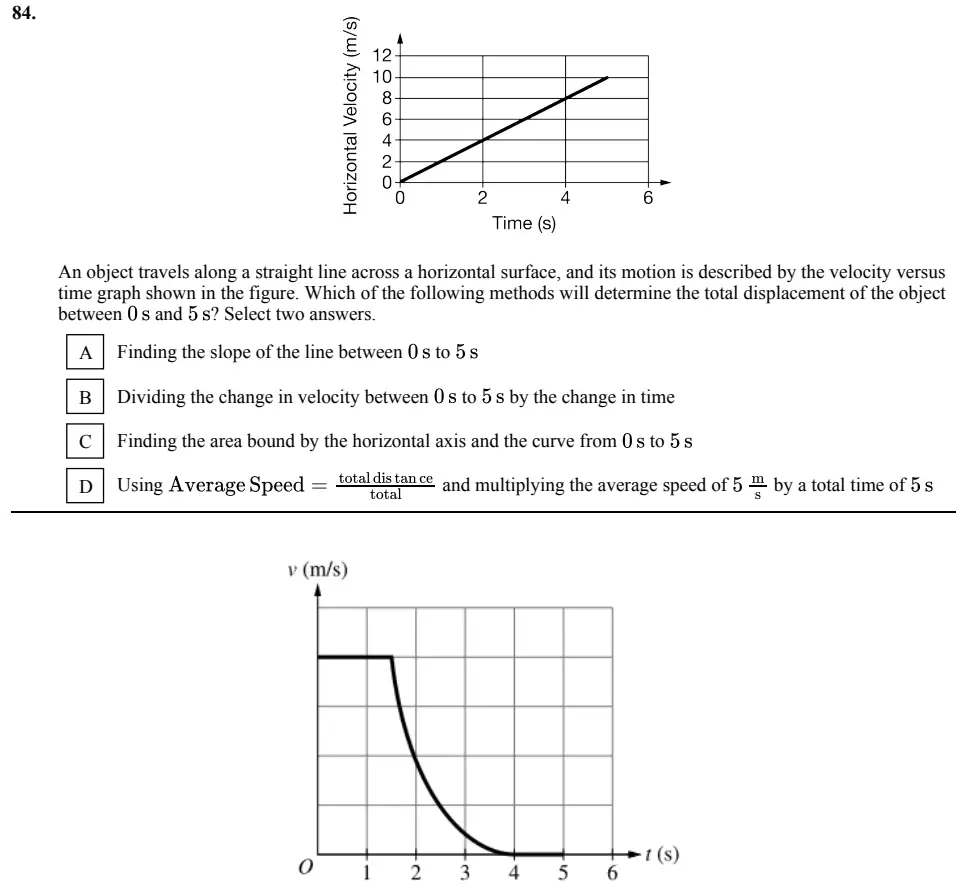 84.
Horizontal Velocity (m/s)
12
10
8
6
4
2
0
0 2 4 6
Time (s)
An object travels along a straight line across a horizontal surface, and its motion is described by the velocity versus
time graph shown in the figure. Which of the following methods will determine the total displacement of the object
between 0 s and 5 s? Select two answers.
A Finding the slope of the line between 0 s to 5 s
B Dividing the change in velocity between 0 s to 5 s by the change in time
C Finding the area bound by the horizontal axis and the curve from 0 s to 5 s
D Using Average Speed = total dis tan ce / total and multiplying the average speed of 5 m/s by a total time of 5 s
v (m/s)
O 1 2 3 4 5 6 t (s)